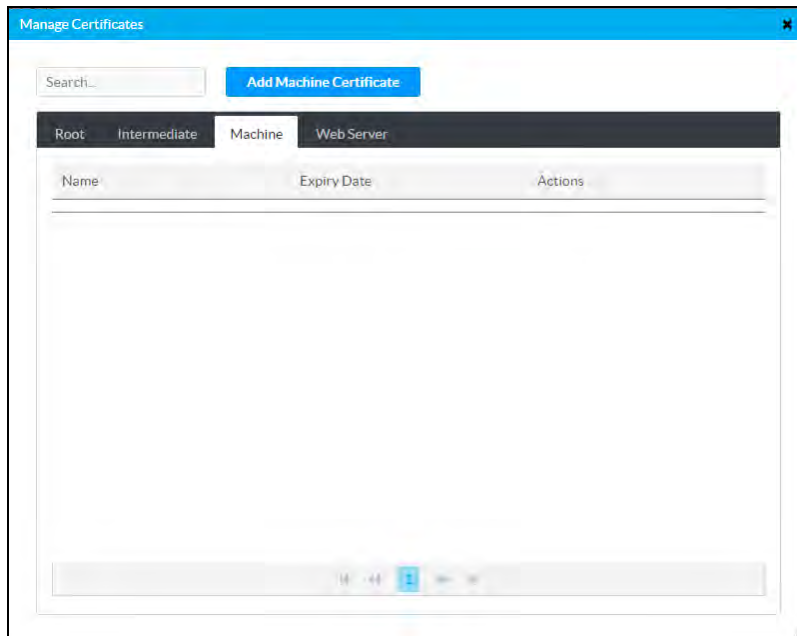 Manage Certificates
Search...
Add Machine Certificate
Root Intermediate Machine Web Server
Name Expiry Date Actions
1